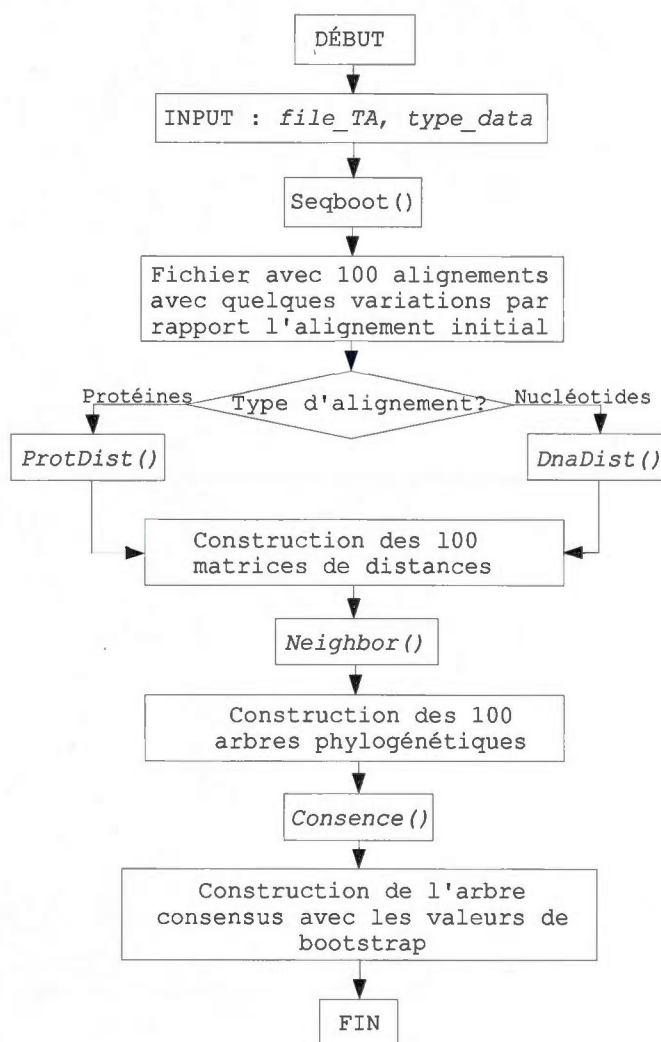 DÉBUT
INPUT : file_TA, type_data
Seqboot()
Fichier avec 100 alignements
avec quelques variations par
rapport l'alignement initial
Protéines
Type d'alignement?
Nucléotides
ProtDist()
DnaDist()
Construction des 100
matrices de distances
Neighbor()
Construction des 100
arbres phylogénétiques
Consence()
Construction de l'arbre
consensus avec les valeurs de
bootstrap
FIN